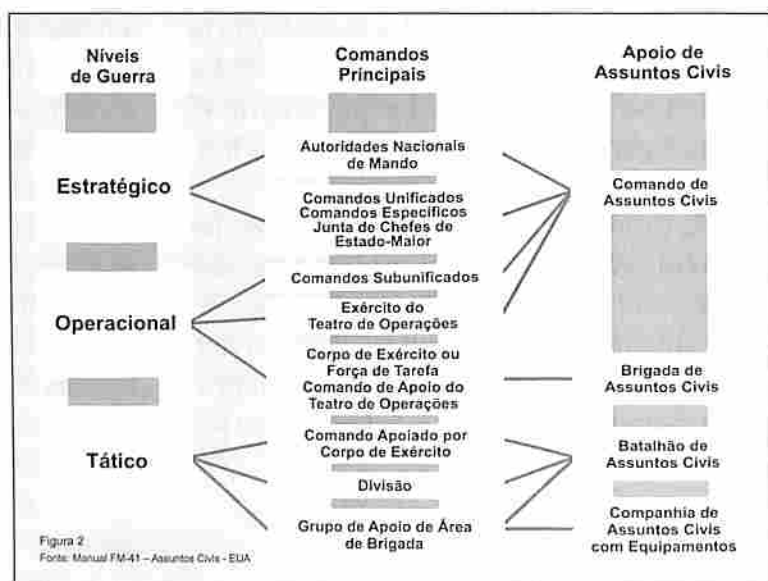 Níveis
de Guerra
Comandos
Principais
Apoio de
Assuntos Civis
Estratégico
Operacional
Tático
Autoridades Nacionais
de Mando
Comandos Unificados
Comandos Específicos
Junta de Chefes de
Estado-Maior
Comandos Subunificados
Exército do
Teatro de Operações
Corpo de Exército ou
Força de Tarefa
Comando de Apoio do
Teatro de Operações
Comando Apoiado por
Corpo de Exército
Divisão
Grupo de Apoio de Área
de Brigada
Comando de
Assuntos Civis
Brigada de
Assuntos Civis
Batalhão de
Assuntos Civis
Companhia de
Assuntos Civis
com Equipamentos
Figura 2
Fonte: Manual FM-41 – Assuntos Civis - EUA